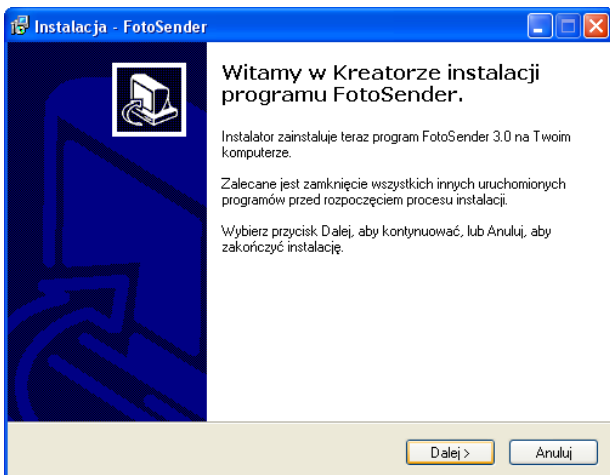 Instalacja - FotoSender
Witamy w Kreatorze instalacji
programu FotoSender.
Instalator zainstaluje teraz program FotoSender 3.0 na Twoim
komputerze.
Zalecane jest zamknięcie wszystkich innych uruchomionych
programów przed rozpoczęciem procesu instalacji.
Wybierz przycisk Dalej, aby kontynuować, lub Anuluj, aby
zakończyć instalację.
Dalej >
Anuluj